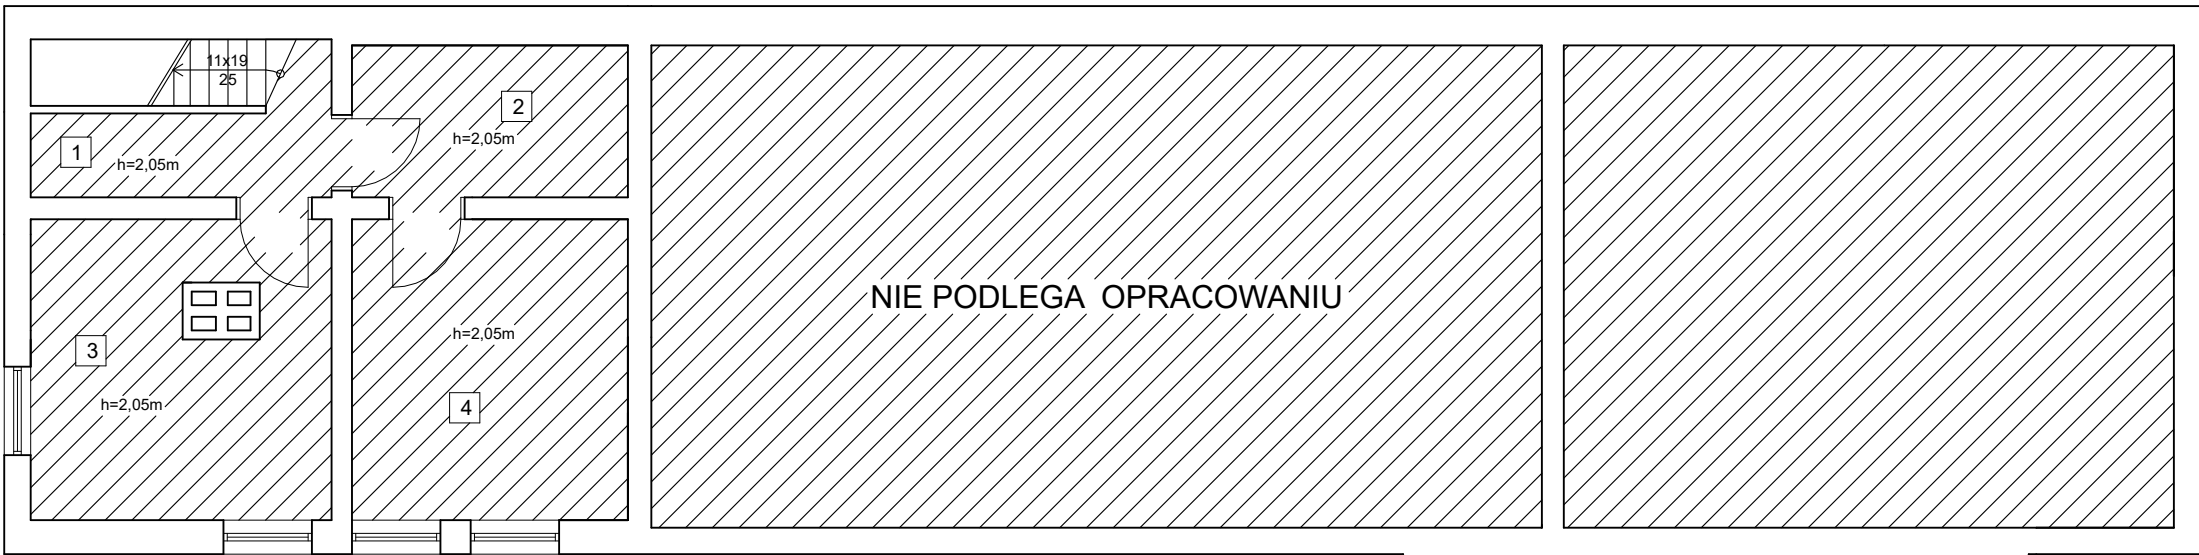 11x19
25
2
h=2,05m
1
h=2,05m
NIE PODLEGA OPRACOWANIU
h=2,05m
3
h=2,05m
4